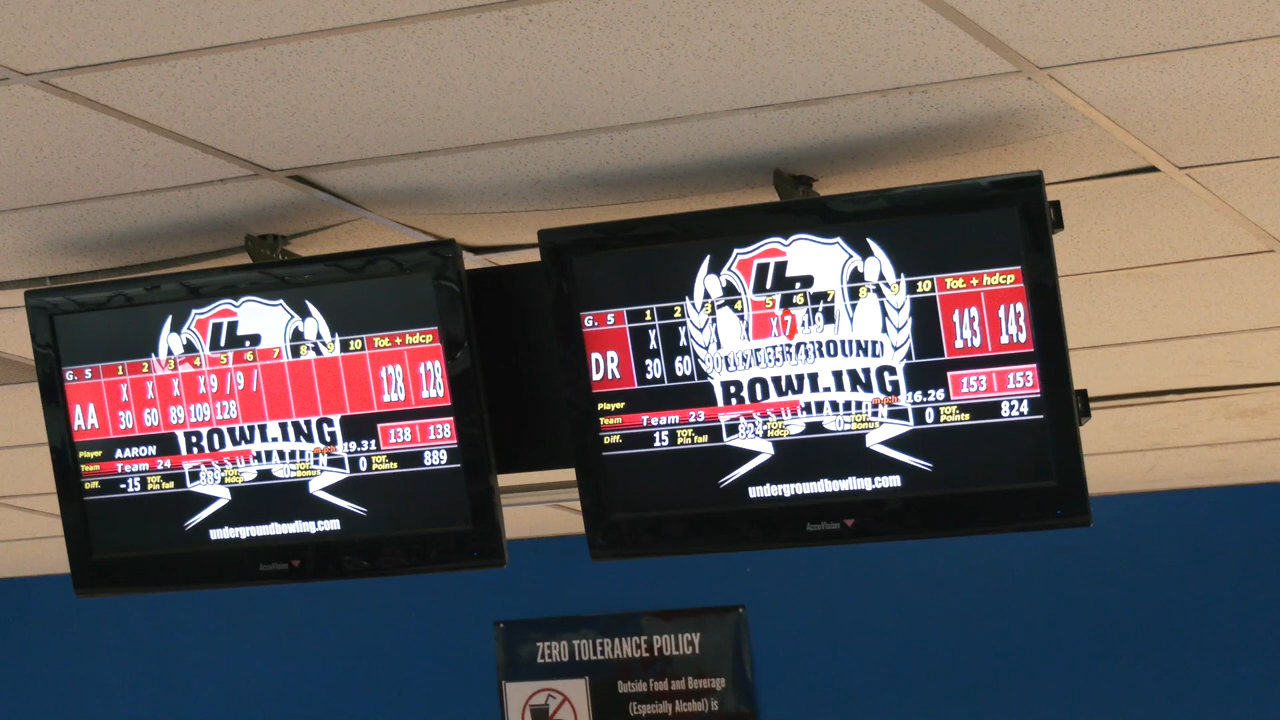 UP
G. 5 1 2 3 4 5 6 7 8 9 10 Tot. + hdcp
AA X X X X 9 / 9 / 128 128
30 60 89 109 128
BOWLING
Player AARON m.p.h 19.31 138 138
Team Team 24
Diff. -15 TOT. Pin fall 889 TOT. Hdcp 0 TOT. Bonus 0 TOT. Points 889
undergroundbowling.com
AccuVision
G. 5 1 2 3 4 5 6 7 8 9 10 Tot. + hdcp
DR X X X X 7 1 9 / 143 143
30 60 90 117 135 143
UNDERGROUND
BOWLING
Player m.p.h 16.26 153 153
Team Team 23
Diff. 15 TOT. Pin fall 824 TOT. Hdcp 0 TOT. Bonus 0 TOT. Points 824
undergroundbowling.com
AccuVision
ZERO TOLERANCE POLICY
Outside Food and Beverage
(Especially Alcohol) is